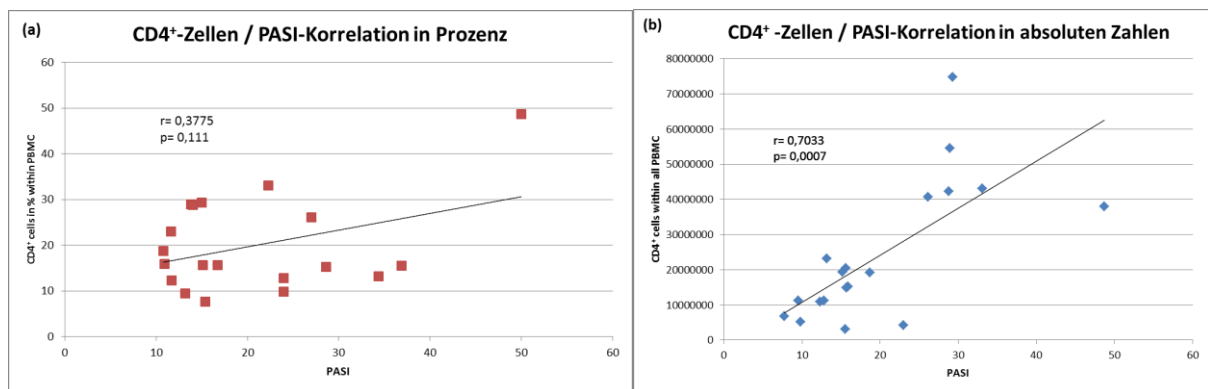 (a)
CD4⁺-Zellen / PASI-Korrelation in Prozent
60
50
40
30
20
10
0
CD4⁺ cells in % within PBMC
r= 0,3775
p= 0,111
0 10 20 30 40 50 60
PASI
(b)
CD4⁺ -Zellen / PASI-Korrelation in absoluten Zahlen
80000000
70000000
60000000
50000000
40000000
30000000
20000000
10000000
0
CD4⁺ cells within all PBMC
r= 0,7033
p= 0,0007
0 10 20 30 40 50 60
PASI